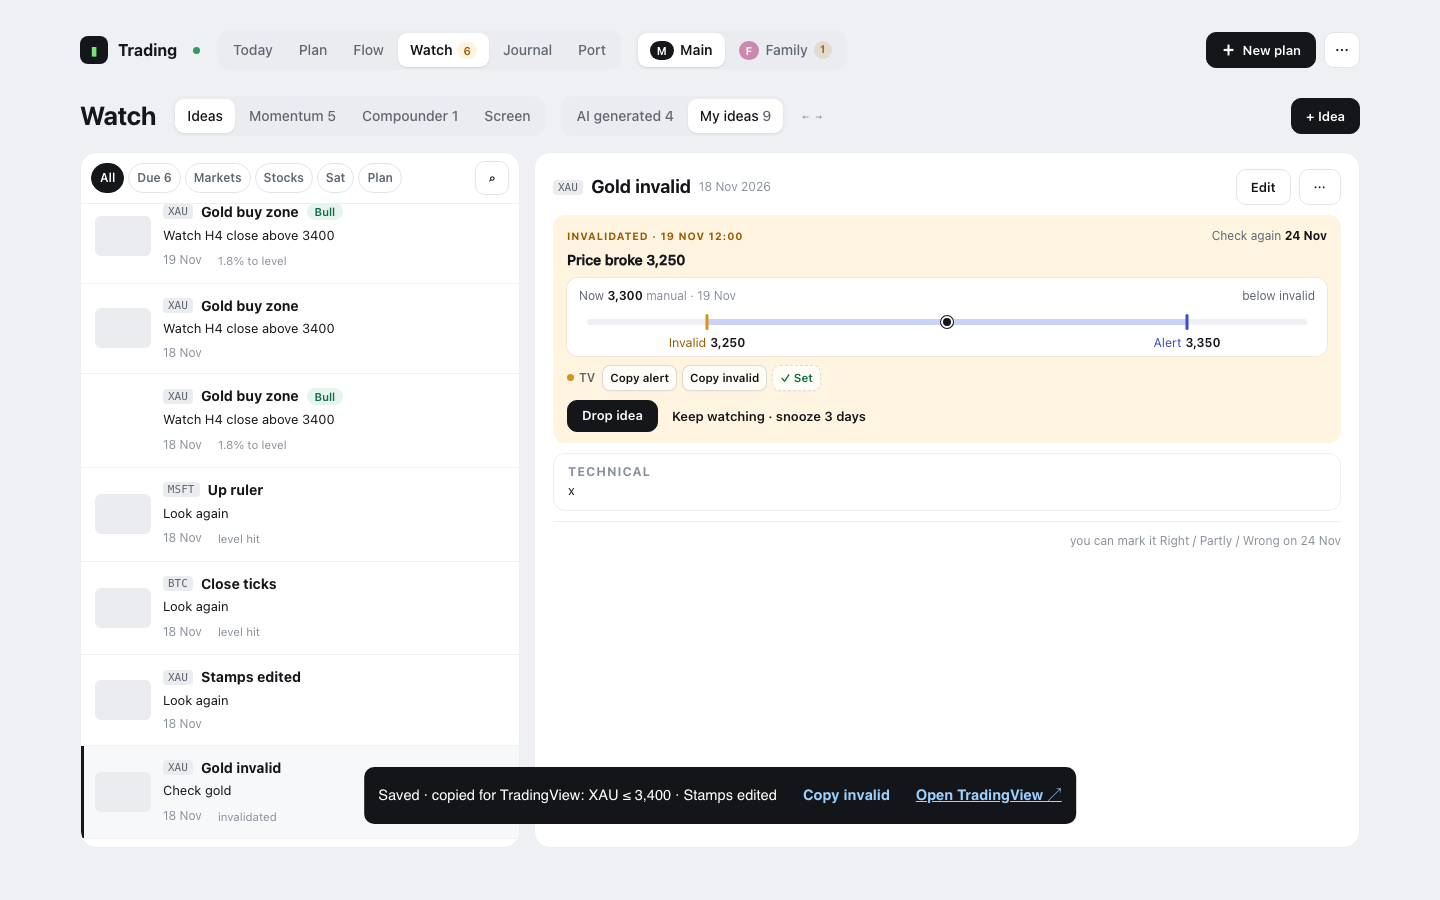 Trading
Today Plan Flow Watch 6 Journal Port
M Main F Family 1
+ New plan
···
Watch
Ideas Momentum 5 Compounder 1 Screen
AI generated 4 My ideas 9
← →
+ Idea
All Due 6 Markets Stocks Sat Plan
XAU Gold buy zone Bull
Watch H4 close above 3400
19 Nov 1.8% to level
XAU Gold buy zone
Watch H4 close above 3400
18 Nov
XAU Gold buy zone Bull
Watch H4 close above 3400
18 Nov 1.8% to level
MSFT Up ruler
Look again
18 Nov level hit
BTC Close ticks
Look again
18 Nov level hit
XAU Stamps edited
Look again
18 Nov
XAU Gold invalid
Check gold
18 Nov invalidated
XAU Gold invalid 18 Nov 2026
Edit ···
INVALIDATED · 19 NOV 12:00
Check again 24 Nov
Price broke 3,250
Now 3,300 manual · 19 Nov
below invalid
Invalid 3,250
Alert 3,350
TV Copy alert Copy invalid ✓ Set
Drop idea Keep watching · snooze 3 days
TECHNICAL
x
you can mark it Right / Partly / Wrong on 24 Nov
Saved · copied for TradingView: XAU ≤ 3,400 · Stamps edited Copy invalid Open TradingView ↗